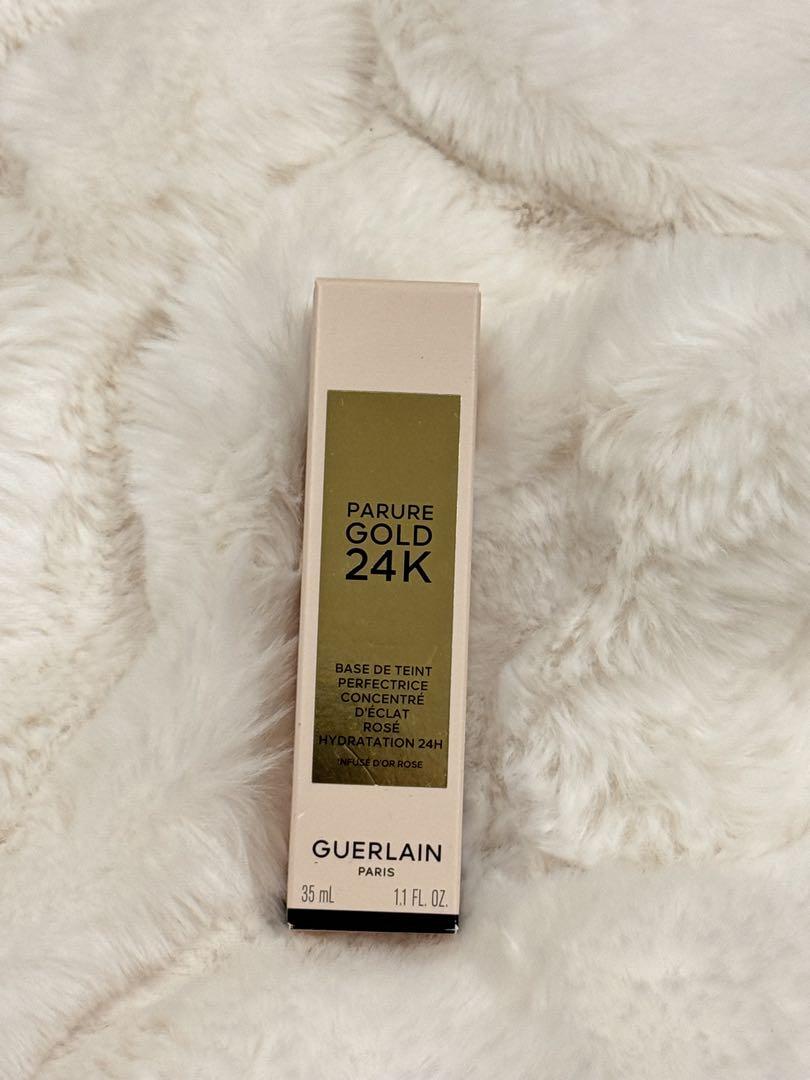 PARURE
GOLD
24K
BASE DE TEINT
PERFECTRICE
CONCENTRÉ
D'ÉCLAT
ROSÉ
HYDRATATION 24H
INFUSÉ D'OR ROSE
GUERLAIN
PARIS
35 mL 1.1 FL. OZ.